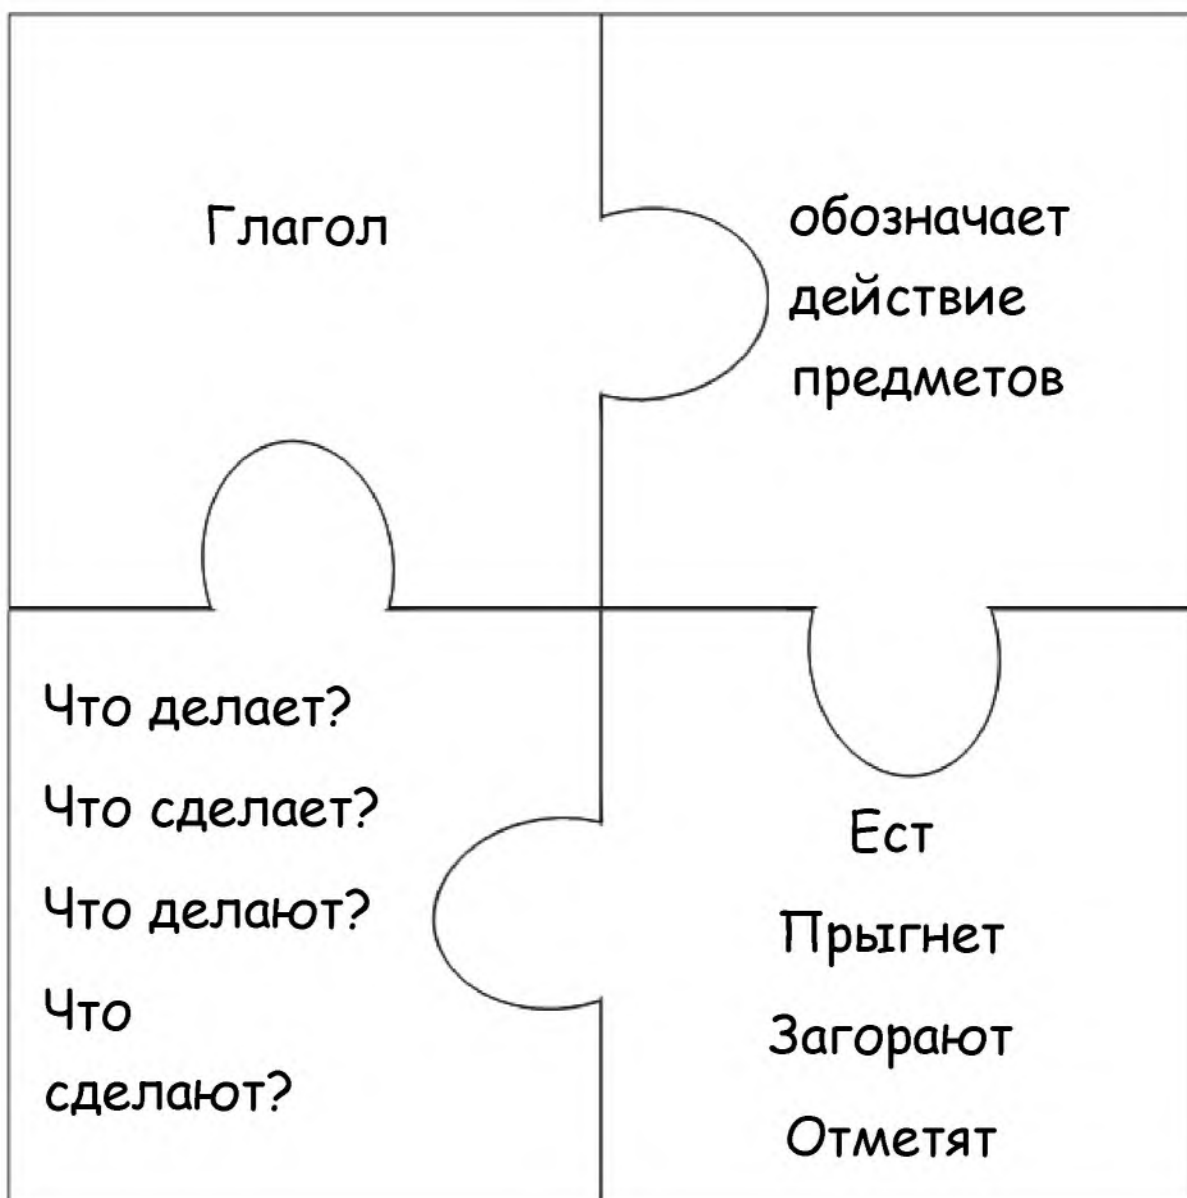 Глагол
обозначает
действие
предметов
Что делает?
Что сделает?
Что делают?
Что
сделают?
Ест
Прыгнет
Загорают
Отметят